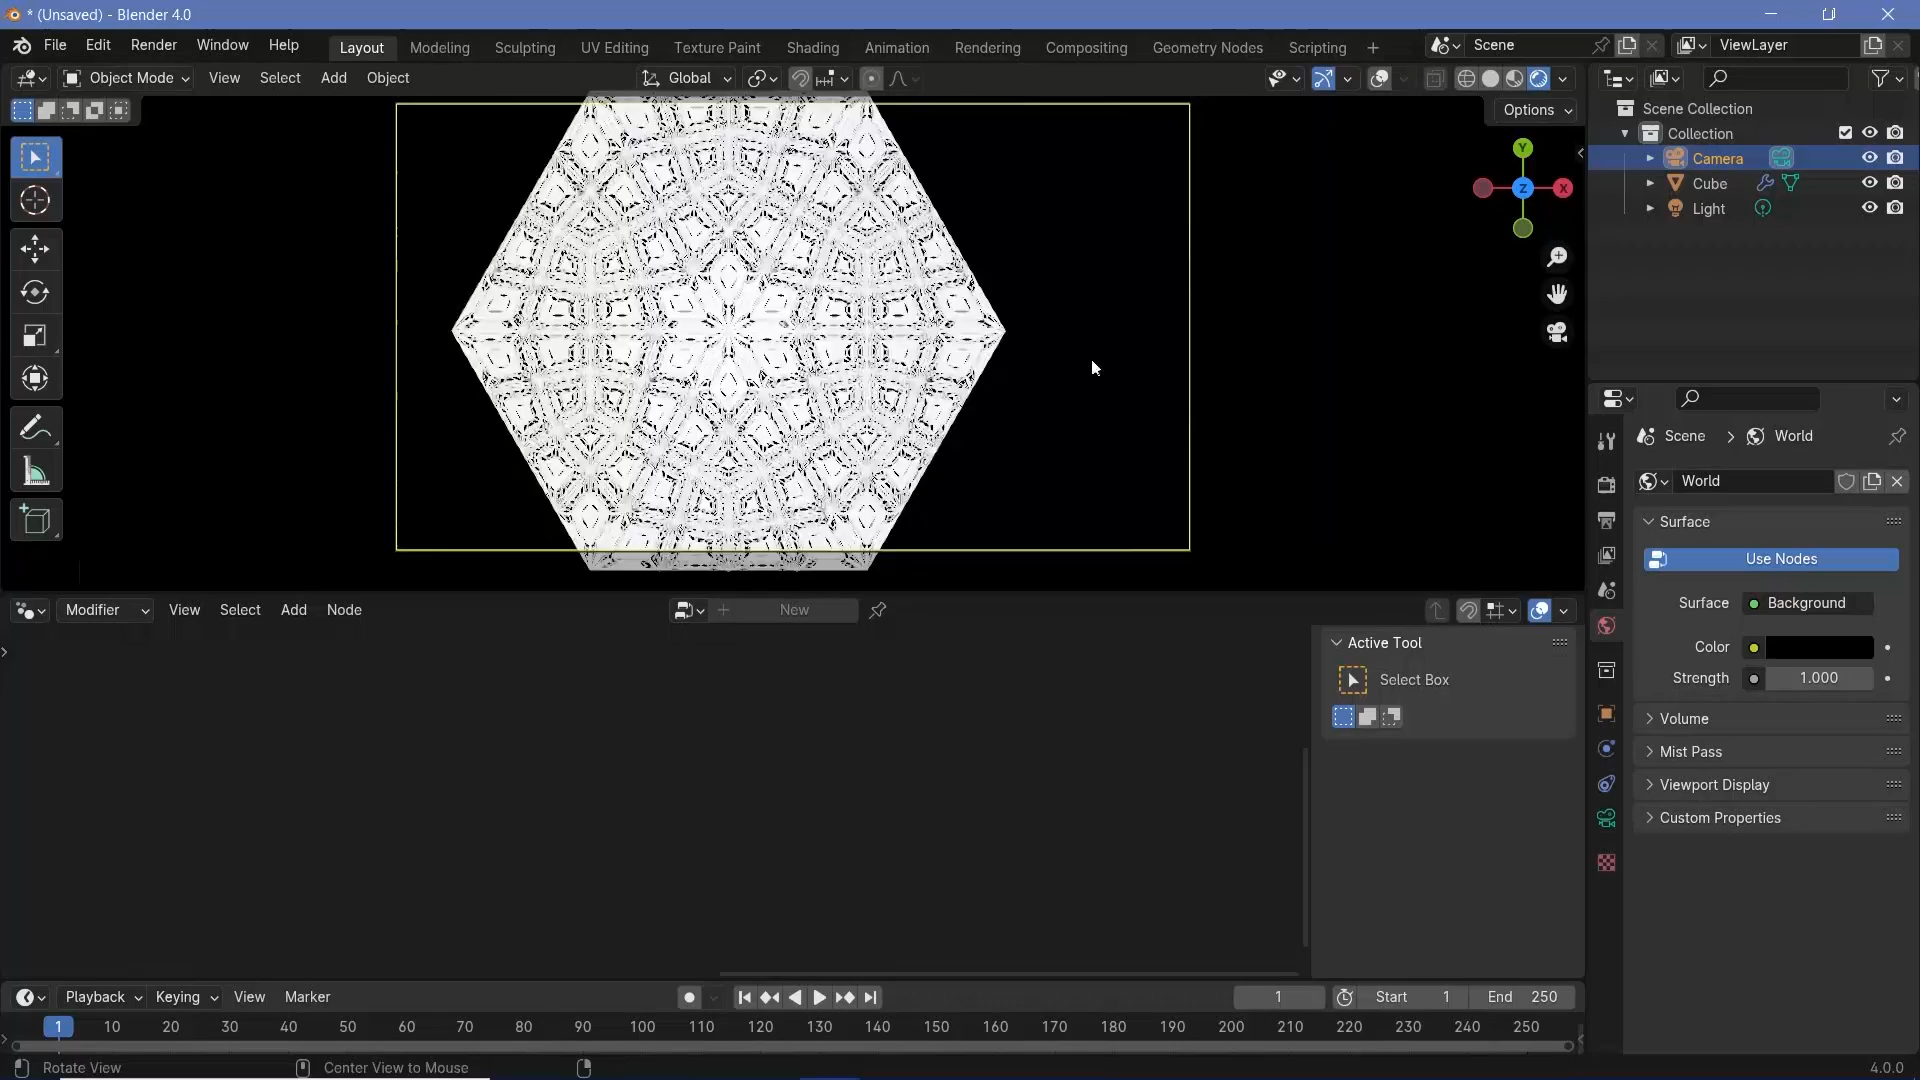 * (Unsaved) - Blender 4.0
File Edit Render Window Help Layout Modeling Sculpting UV Editing Texture Paint Shading Animation Rendering Compositing Geometry Nodes Scripting + Scene ViewLayer
Object Mode View Select Add Object Global
Options
Y
Z X
Scene Collection
Collection
Camera
Cube
Light
Scene > World
World
Surface
Use Nodes
Surface Background
Color
Strength 1.000
Volume
Mist Pass
Viewport Display
Custom Properties
Modifier View Select Add Node New
Active Tool
Select Box
Playback Keying View Marker 1 Start 1 End 250
1 10 20 30 40 50 60 70 80 90 100 110 120 130 140 150 160 170 180 190 200 210 220 230 240 250
Rotate View Center View to Mouse 4.0.0